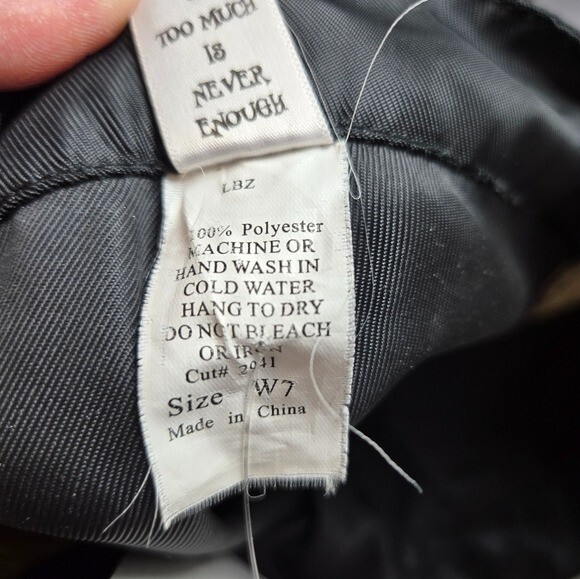 TOO MUCH
IS
NEVER
ENOUGH
LBZ
100% Polyester
MACHINE OR
HAND WASH IN
COLD WATER
HANG TO DRY
DO NOT BLEACH
OR IRON
Cut# 2041
Size W7
Made in China